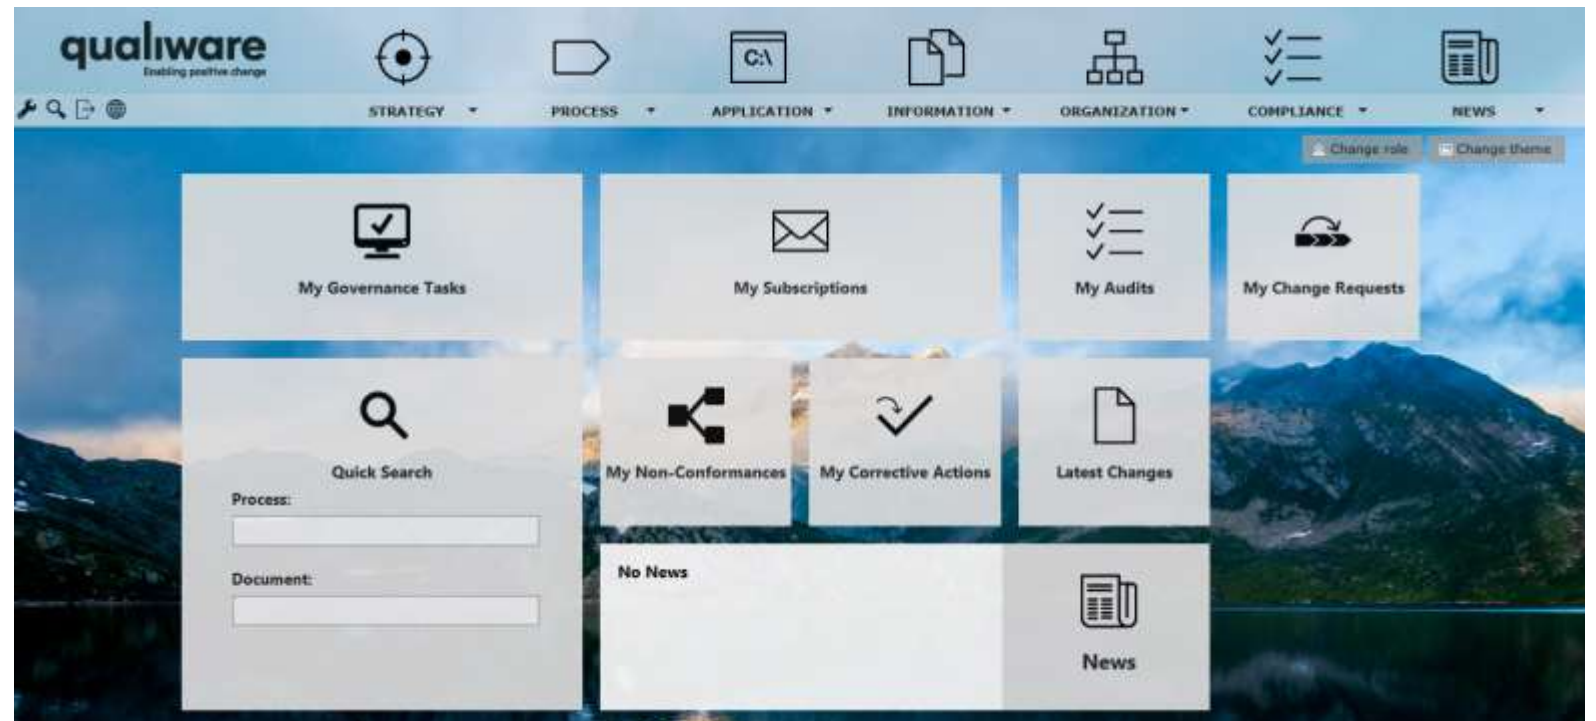 qualiware
Enabling positive change
C:\
STRATEGY PROCESS APPLICATION INFORMATION ORGANIZATION COMPLIANCE NEWS
Change role Change theme
My Governance Tasks
My Subscriptions
My Audits
My Change Requests
Quick Search
Process:
Document:
My Non-Conformances
My Corrective Actions
Latest Changes
No News
News